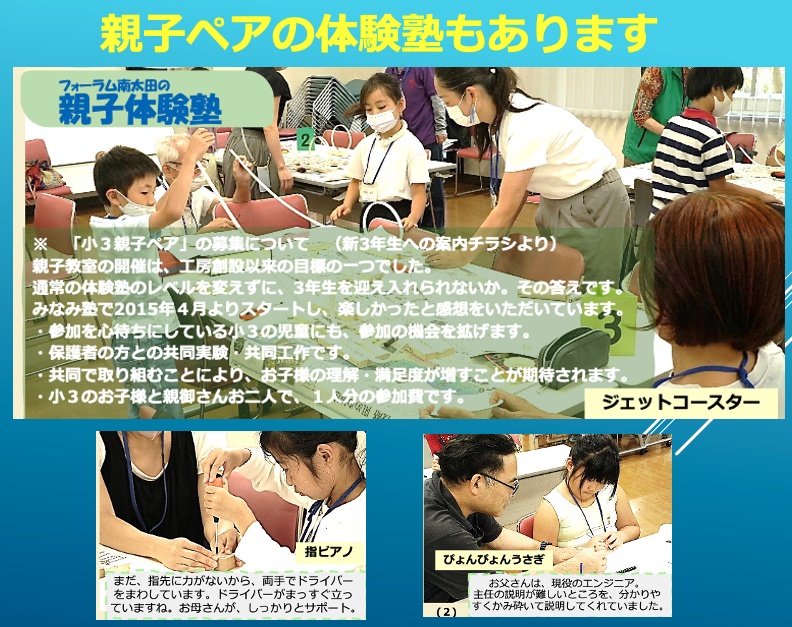 親子ペアの体験塾もあります
フォーラム南太田の
親子体験塾
2
※　「小３親子ペア」の募集について　（新3年生への案内チラシより）
親子教室の開催は、工房創設以来の目標の一つでした。
通常の体験塾のレベルを変えずに、3年生を迎え入れられないか。その答えです。
みなみ塾で2015年４月よりスタートし、楽しかったと感想をいただいています。
・参加を心待ちにしている小３の児童にも、参加の機会を拡げます。
・保護者の方との共同実験・共同工作です。
・共同で取り組むことにより、お子様の理解・満足度が増すことが期待されます。
・小３のお子様と親御さんお二人で、１人分の参加費です。
3
ジェットコースター
指ピアノ
まだ、指先に力がないから、両手でドライバー
をまわしています。ドライバーがまっすぐ立っ
ていますね。お母さんが、しっかりとサポート。
ぴょんぴょんうさぎ
お父さんは、現役のエンジニア。
主任の説明が難しいところを、分かりや
すくかみ砕いて説明してくれていました。
（2）